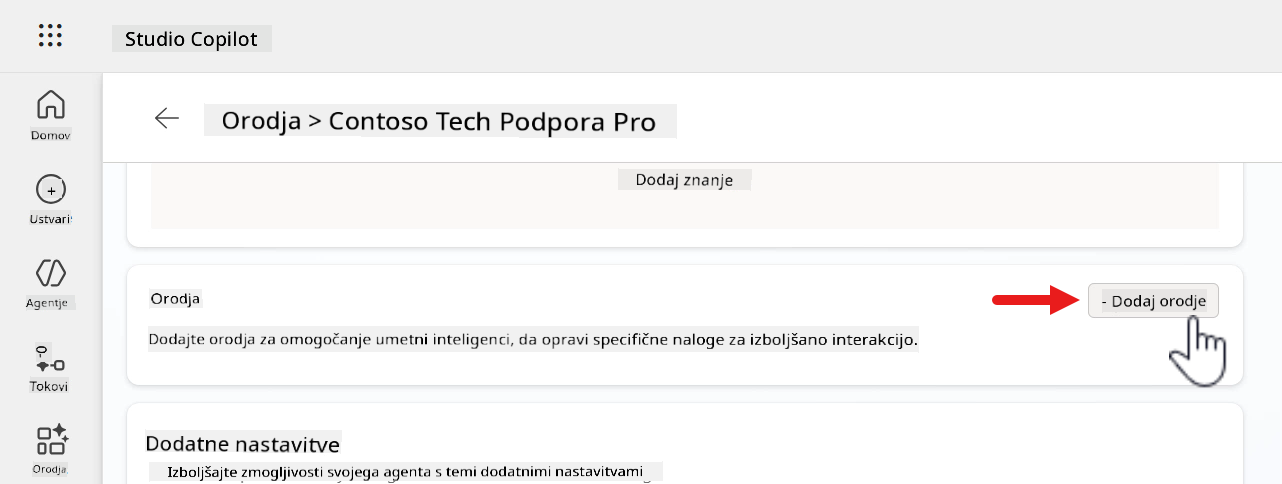 Studio Copilot
Domov
Orodja > Contoso Tech Podpora Pro
Dodaj znanje
Ustvari
Agentje
Orodja
- Dodaj orodje
Dodajte orodja za omogočanje umetni inteligenci, da opravi specifične naloge za izboljšano interakcijo.
Tokovi
Dodatne nastavitve
Orodja
Izboljšajte zmogljivosti svojega agenta s temi dodatnimi nastavitvami